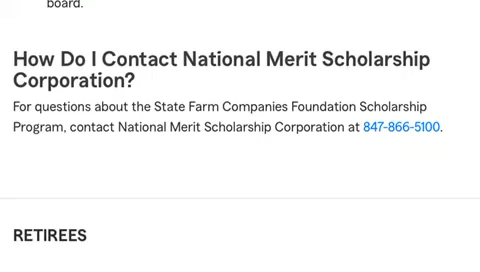 board.
How Do I Contact National Merit Scholarship
Corporation?
For questions about the State Farm Companies Foundation Scholarship
Program, contact National Merit Scholarship Corporation at 847-866-5100.
RETIREES